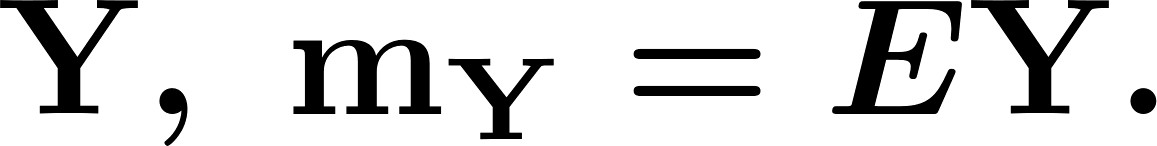 Y, m_Y = EY.